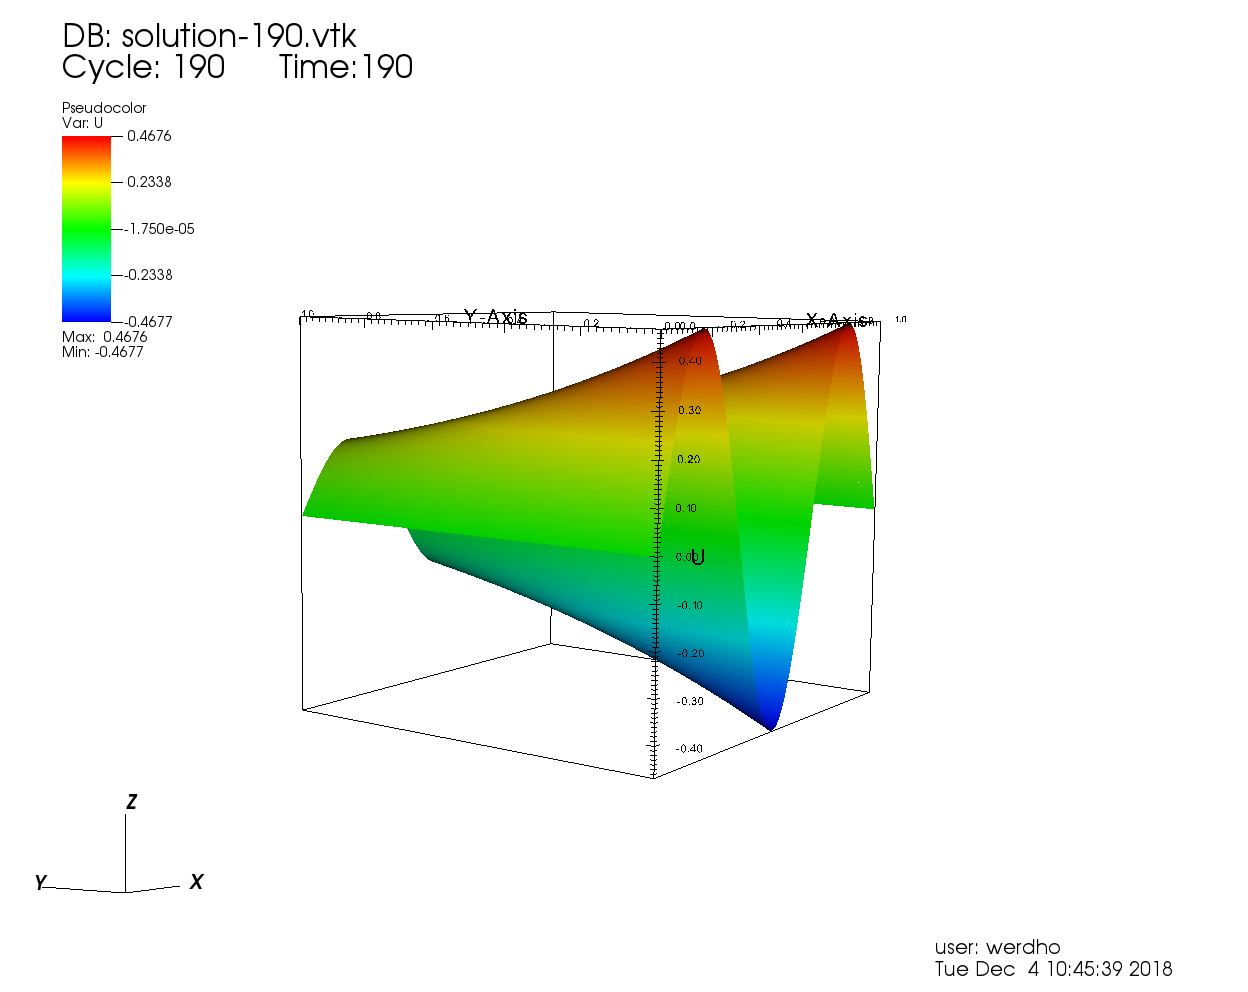 DB: solution-190.vtk
Cycle: 190 Time:190
Pseudocolor
Var: U
0.4676
0.2338
-1.750e-05
-0.2338
-0.4677
Max: 0.4676
Min: -0.4677
1.0
0.8
Y-Axis
0.2
0.0
0.2
0.4
X-Axis
1.0
0.40
0.30
0.20
0.10
0.00
U
-0.10
-0.20
-0.30
-0.40
Z
Y
X
user: werdho
Tue Dec 4 10:45:39 2018